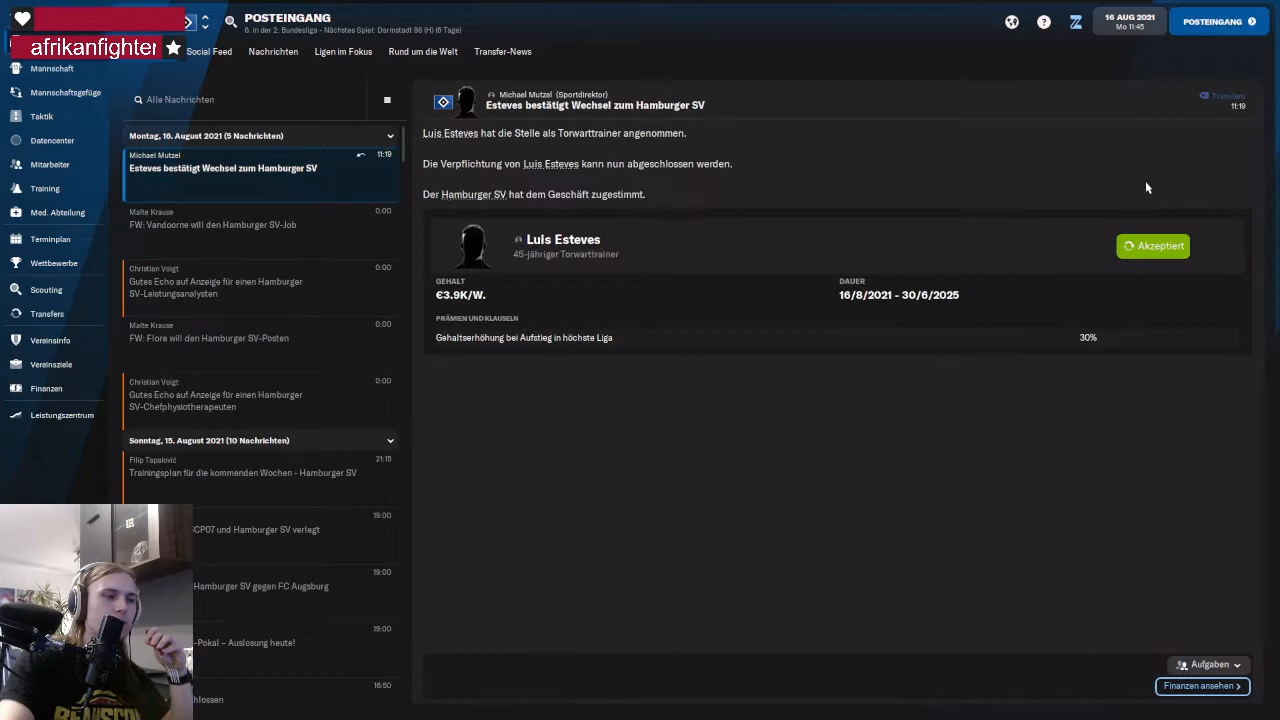 POSTEINGANG
6. in der 2. Bundesliga - Nächstes Spiel: Darmstadt 86 (H) (6 Tage)
16 AUG 2021
Mo 11:45
POSTEINGANG
afrikanfighter
Social Feed
Nachrichten
Ligen im Fokus
Rund um die Welt
Transfer-News
Mannschaft
Mannschaftsgefüge
Taktik
Datencenter
Mitarbeiter
Training
Med. Abteilung
Terminplan
Wettbewerbe
Scouting
Transfers
Vereinsinfo
Vereinsziele
Finanzen
Leistungszentrum
Alle Nachrichten
Montag, 16. August 2021 (5 Nachrichten)
Michael Mutzel
11:19
Esteves bestätigt Wechsel zum Hamburger SV
Malte Krause
0:00
FW: Vandoorne will den Hamburger SV-Job
Christian Voigt
0:00
Gutes Echo auf Anzeige für einen Hamburger
SV-Leistungsanalysten
Malte Krause
0:00
FW: Flore will den Hamburger SV-Posten
Christian Voigt
0:00
Gutes Echo auf Anzeige für einen Hamburger
SV-Chefphysiotherapeuten
Sonntag, 15. August 2021 (10 Nachrichten)
Filip Tapalović
21:15
Trainingsplan für die kommenden Wochen - Hamburger SV
19:00
SCP07 und Hamburger SV verlegt
19:00
Hamburger SV gegen FC Augsburg
19:00
-Pokal – Auslosung heute!
16:50
Michael Mutzel (Sportdirektor)
Esteves bestätigt Wechsel zum Hamburger SV
Transfers
11:19
Luis Esteves hat die Stelle als Torwarttrainer angenommen.
Die Verpflichtung von Luis Esteves kann nun abgeschlossen werden.
Der Hamburger SV hat dem Geschäft zugestimmt.
Luis Esteves
45-jähriger Torwarttrainer
Akzeptiert
GEHALT
€3.9K/W.
DAUER
16/8/2021 - 30/6/2025
PRÄMIEN UND KLAUSELN
Gehaltserhöhung bei Aufstieg in höchste Liga
30%
Aufgaben
Finanzen ansehen